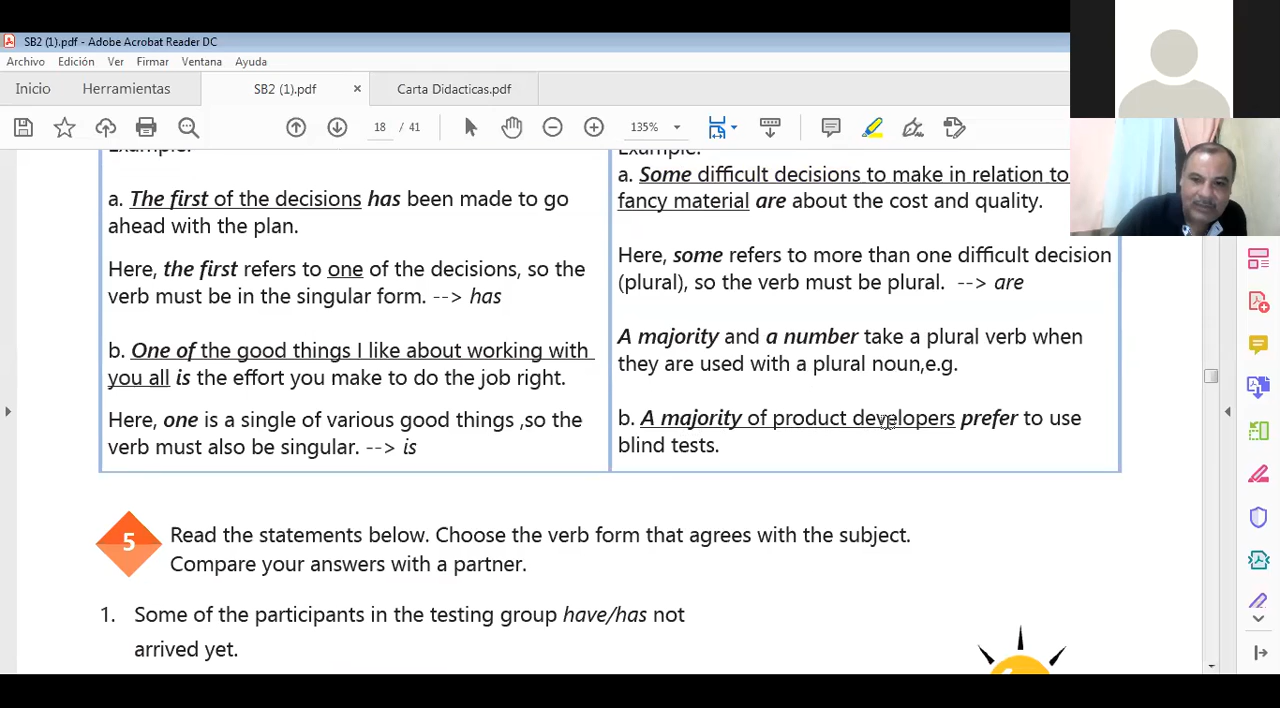 SB2 (1).pdf - Adobe Acrobat Reader DC
Archivo Edición Ver Firmar Ventana Ayuda
Inicio Herramientas SB2 (1).pdf × Carta Didacticas.pdf
18 / 41 135%
Example:
a. The first of the decisions has been made to go
ahead with the plan.
Here, the first refers to one of the decisions, so the
verb must be in the singular form. --> has
b. One of the good things I like about working with
you all is the effort you make to do the job right.
Here, one is a single of various good things ,so the
verb must also be singular. --> is
Example:
a. Some difficult decisions to make in relation to
fancy material are about the cost and quality.
Here, some refers to more than one difficult decision
(plural), so the verb must be plural. --> are
A majority and a number take a plural verb when
they are used with a plural noun,e.g.
b. A majority of product developers prefer to use
blind tests.
5 Read the statements below. Choose the verb form that agrees with the subject.
Compare your answers with a partner.
1. Some of the participants in the testing group have/has not
arrived yet.